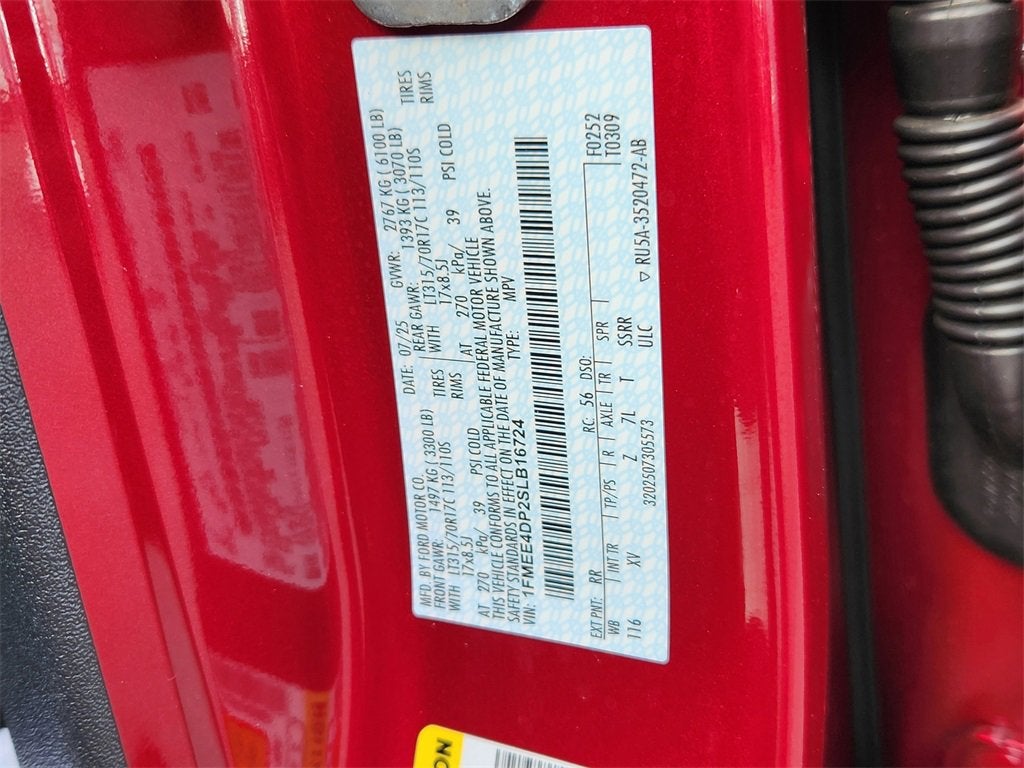 MFD. BY FORD MOTOR CO. DATE: 07/25 GVWR: 2767 KG ( 6100 LB)
FRONT GAWR: 1497 KG ( 3300 LB) REAR GAWR: 1393 KG ( 3070 LB)
WITH LT315/70R17C 113/110S TIRES WITH LT315/70R17C 113/110S TIRES
17x8.5J RIMS 17x8.5J RIMS
AT 270 kPa/ 39 PSI COLD AT 270 kPa/ 39 PSI COLD
THIS VEHICLE CONFORMS TO ALL APPLICABLE FEDERAL MOTOR VEHICLE
SAFETY STANDARDS IN EFFECT ON THE DATE OF MANUFACTURE SHOWN ABOVE.
VIN: 1FMEE4DP2SLB16724 TYPE: MPV
EXT PNT: RR RC: 56 DSO: F0252
WB INTR TP/PS R AXLE TR SPR T0309
116 XV Z 7L T SSRR
ULC
3202507305573 ▽ RU5A-3520472-AB
ON